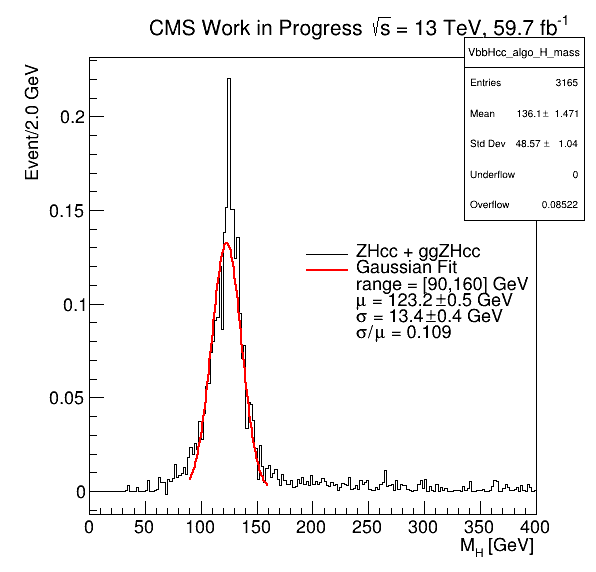 CMS Work in Progress √s = 13 TeV, 59.7 fb⁻¹
VbbHcc_algo_H_mass
Entries 3165
Mean 136.1 ± 1.471
Std Dev 48.57 ± 1.04
Underflow 0
Overflow 0.08522
Event/2.0 GeV
0.2
0.15
0.1
0.05
0
ZHcc + ggZHcc
Gaussian Fit
range = [90,160] GeV
μ = 123.2±0.5 GeV
σ = 13.4±0.4 GeV
σ/μ = 0.109
0 50 100 150 200 250 300 350 400
M_H [GeV]